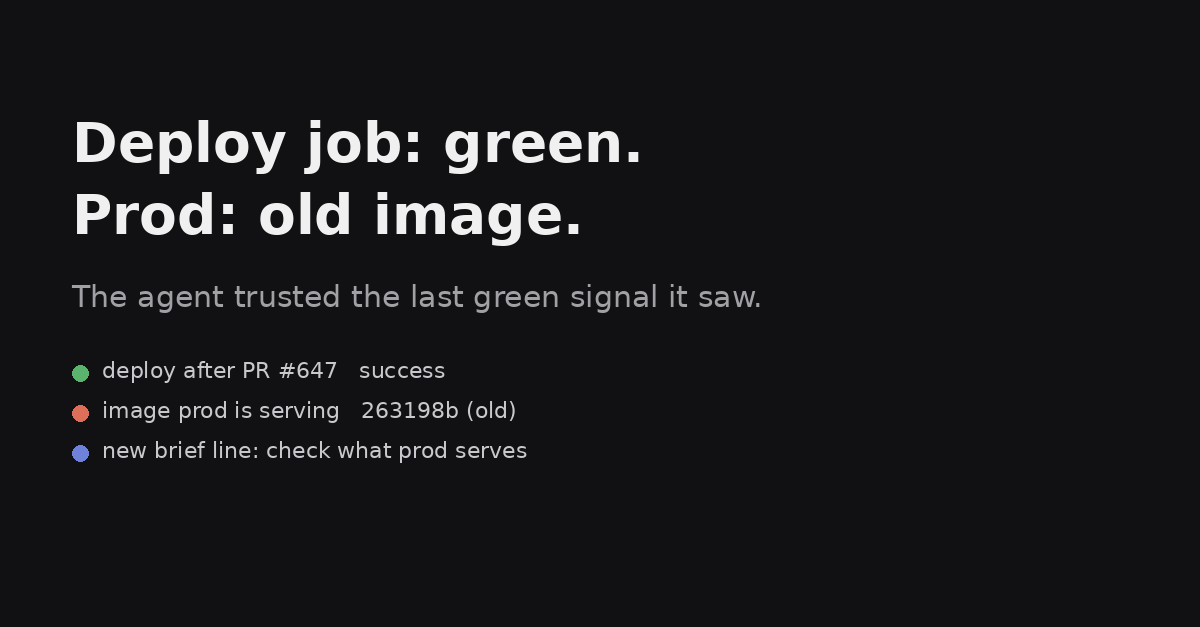 Deploy job: green.
Prod: old image.
The agent trusted the last green signal it saw.
deploy after PR #647 success
image prod is serving 263198b (old)
new brief line: check what prod serves